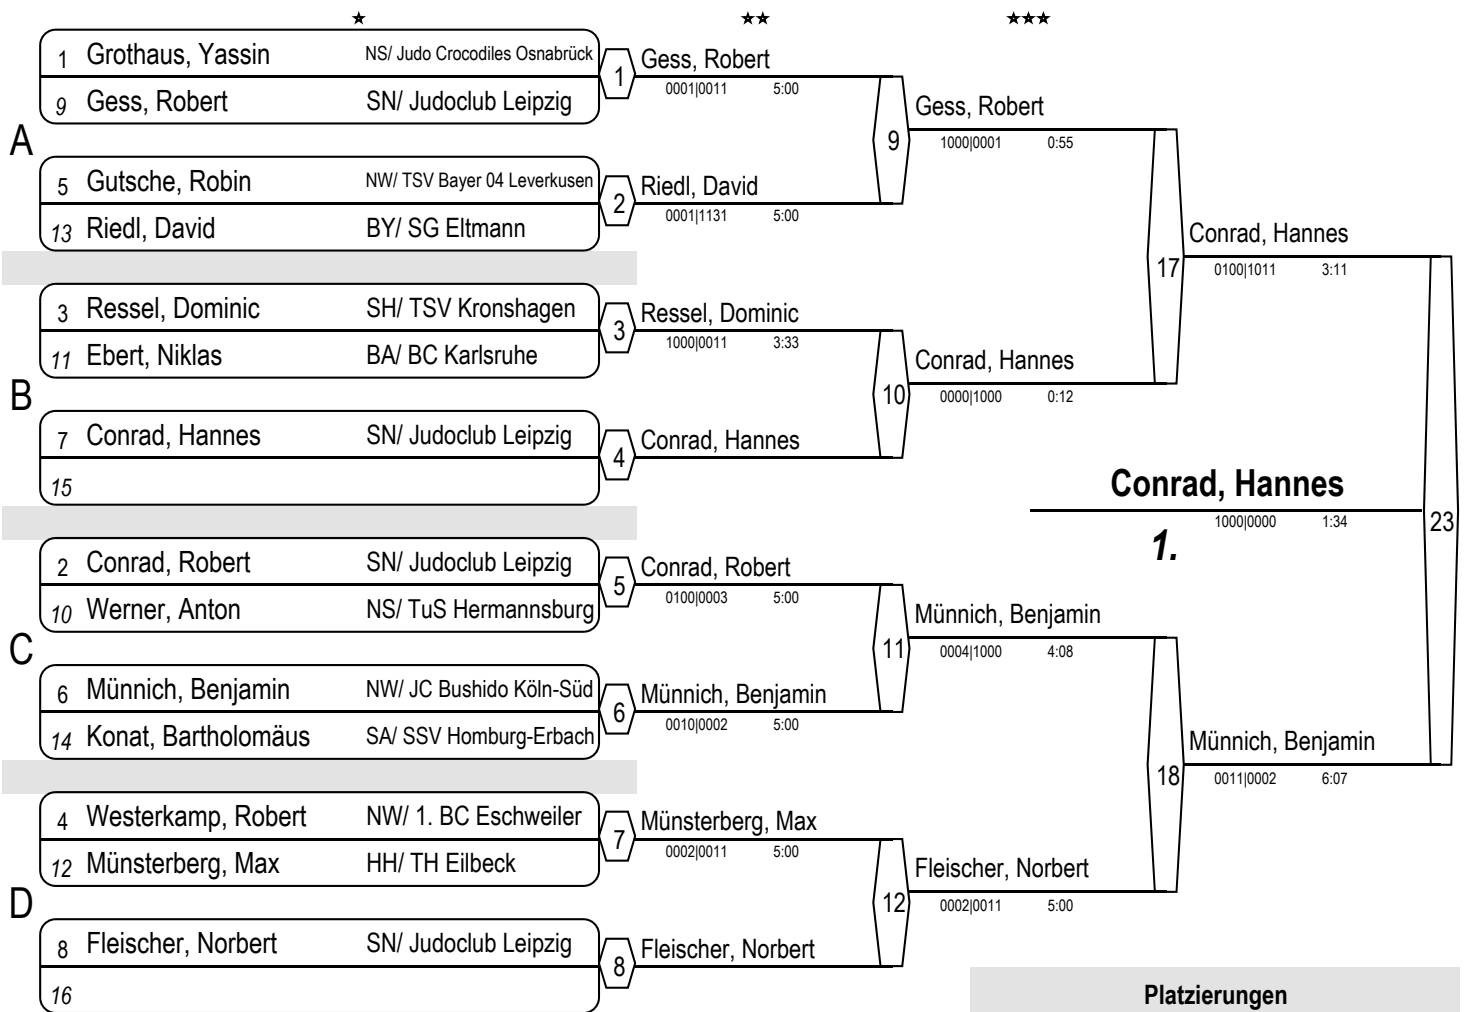 ★ ★★ ★★★
1 Grothaus, Yassin NS/ Judo Crocodiles Osnabrück
9 Gess, Robert SN/ Judoclub Leipzig
1
Gess, Robert
0001|0011 5:00
A
5 Gutsche, Robin NW/ TSV Bayer 04 Leverkusen
13 Riedl, David BY/ SG Eltmann
2
Riedl, David
0001|1131 5:00
9
Gess, Robert
1000|0001 0:55
3 Ressel, Dominic SH/ TSV Kronshagen
11 Ebert, Niklas BA/ BC Karlsruhe
3
Ressel, Dominic
1000|0011 3:33
B
7 Conrad, Hannes SN/ Judoclub Leipzig
15
4
Conrad, Hannes
10
Conrad, Hannes
0000|1000 0:12
17
Conrad, Hannes
0100|1011 3:11
2 Conrad, Robert SN/ Judoclub Leipzig
10 Werner, Anton NS/ TuS Hermannsburg
5
Conrad, Robert
0100|0003 5:00
C
6 Münnich, Benjamin NW/ JC Bushido Köln-Süd
14 Konat, Bartholomäus SA/ SSV Homburg-Erbach
6
Münnich, Benjamin
0010|0002 5:00
11
Münnich, Benjamin
0004|1000 4:08
4 Westerkamp, Robert NW/ 1. BC Eschweiler
12 Münsterberg, Max HH/ TH Eilbeck
7
Münsterberg, Max
0002|0011 5:00
D
8 Fleischer, Norbert SN/ Judoclub Leipzig
16
8
Fleischer, Norbert
12
Fleischer, Norbert
0002|0011 5:00
18
Münnich, Benjamin
0011|0002 6:07
23
Conrad, Hannes
1000|0000 1:34
1.
Platzierungen